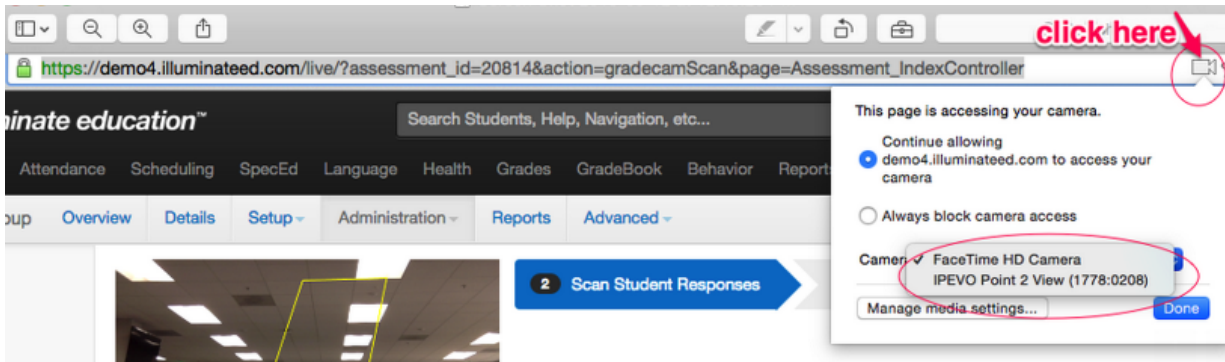 click here
https://demo4.illuminateed.com/live/?assessment_id=20814&action=gradecamScan&page=Assessment_IndexController
inate education™
Search Students, Help, Navigation, etc...
Attendance Scheduling SpecEd Language Health Grades GradeBook Behavior Report
oup Overview Details Setup Administration Reports Advanced
2 Scan Student Responses
This page is accessing your camera.
Continue allowing
demo4.illuminateed.com to access your
camera
Always block camera access
Camer ✓ FaceTime HD Camera
IPEVO Point 2 View (1778:0208)
Manage media settings... Done